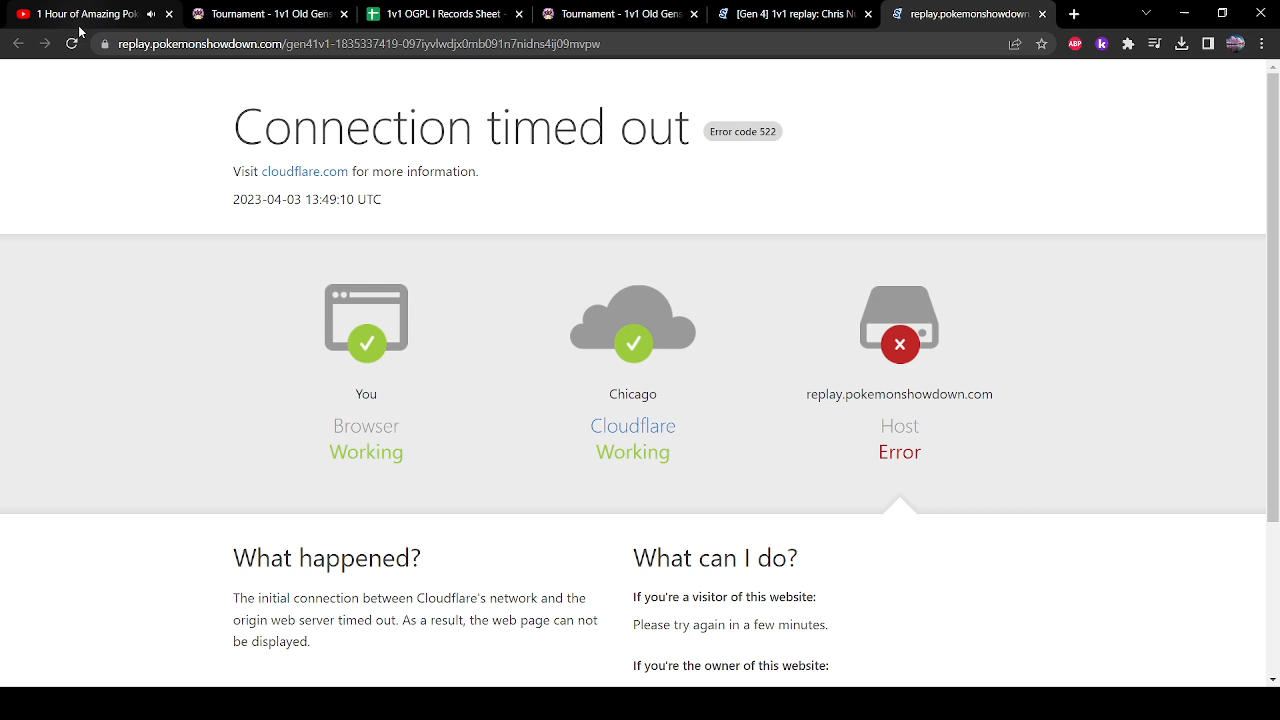 1 Hour of Amazing Pok
Tournament - 1v1 Old Gens
1v1 OGPL I Records Sheet -
Tournament - 1v1 Old Gens
[Gen 4] 1v1 replay: Chris N
replay.pokemonshowdown.
replay.pokemonshowdown.com/gen41v1-1835337419-097iyvlwdjx0mb091n7nidns4ij09mvpw
ABP
k
Connection timed out Error code 522
Visit cloudflare.com for more information.
2023-04-03 13:49:10 UTC
You
Browser
Working
Chicago
Cloudflare
Working
replay.pokemonshowdown.com
Host
Error
What happened?
The initial connection between Cloudflare's network and the
origin web server timed out. As a result, the web page can not
be displayed.
What can I do?
If you're a visitor of this website:
Please try again in a few minutes.
If you're the owner of this website: